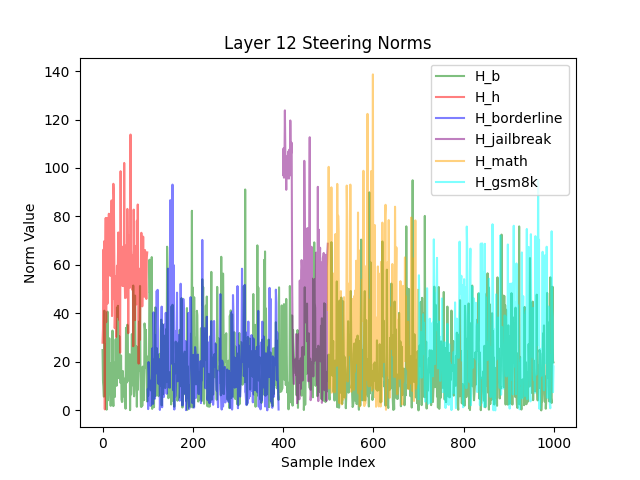 Layer 12 Steering Norms
140
120
100
80
60
40
20
0
Norm Value
0
200
400
600
800
1000
Sample Index
H_b
H_h
H_borderline
H_jailbreak
H_math
H_gsm8k